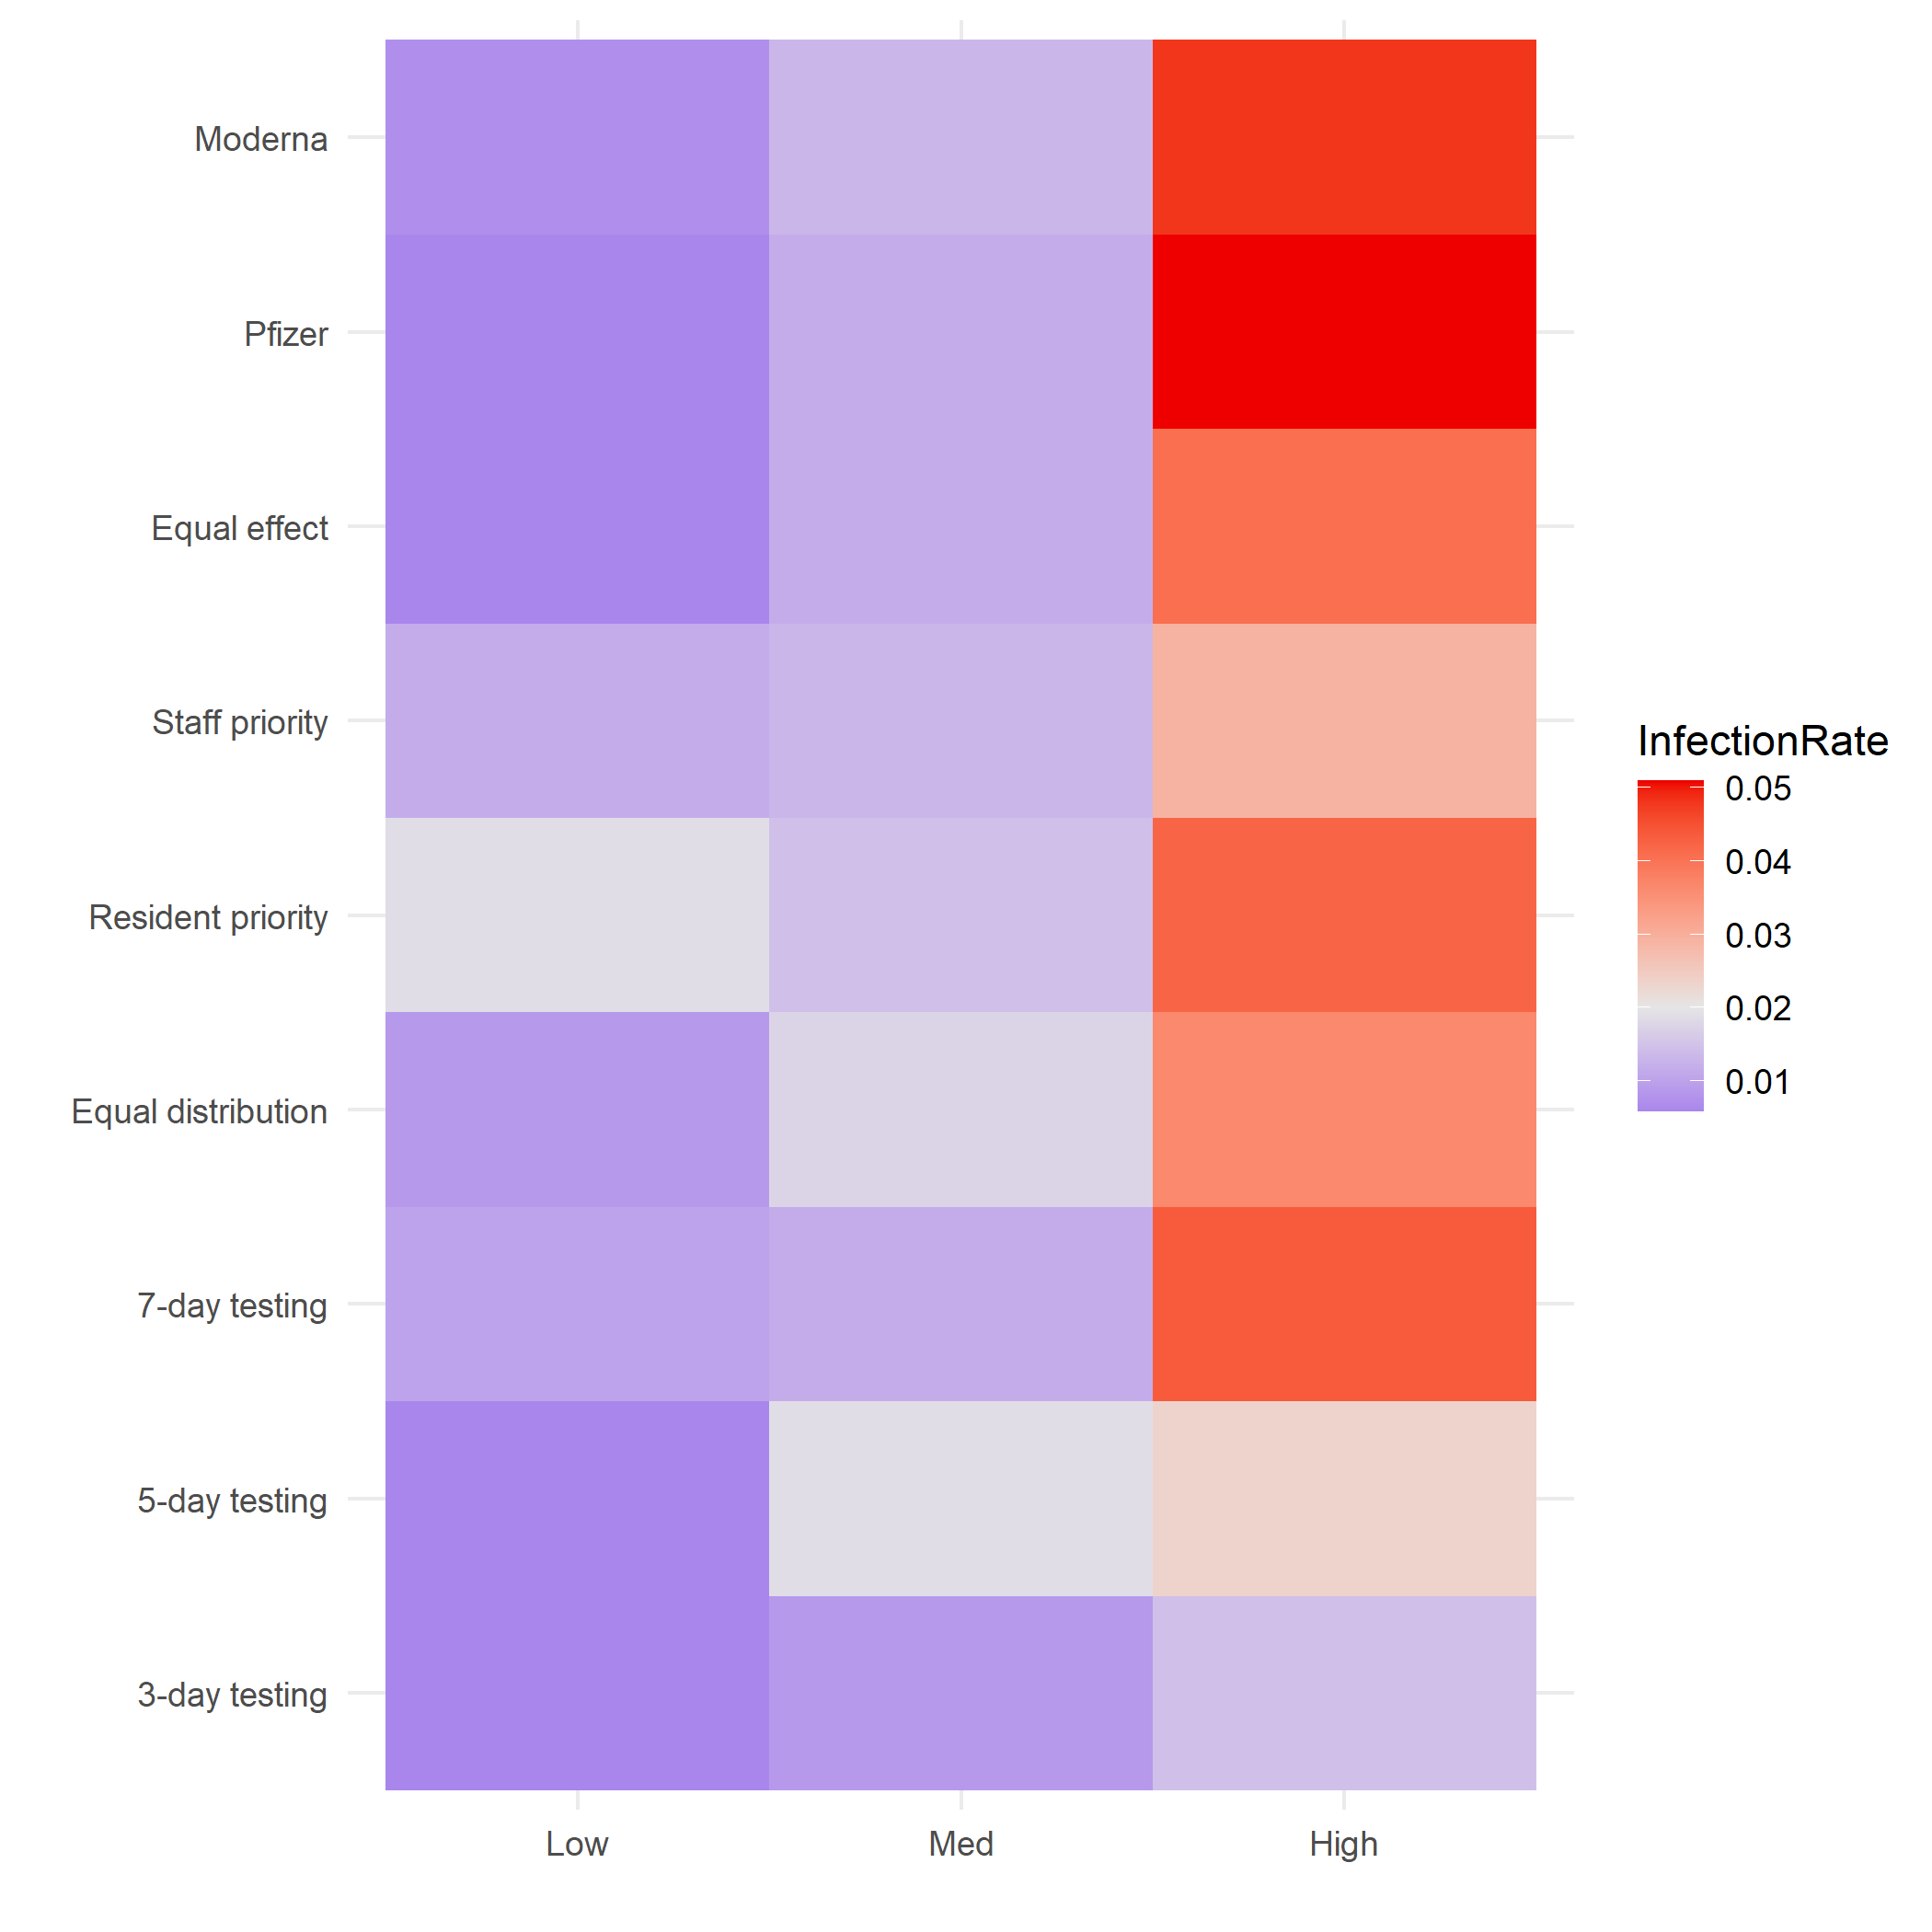 Moderna
Pfizer
Equal effect
Staff priority
Resident priority
Equal distribution
7-day testing
5-day testing
3-day testing
Low Med High
InfectionRate
0.05
0.04
0.03
0.02
0.01